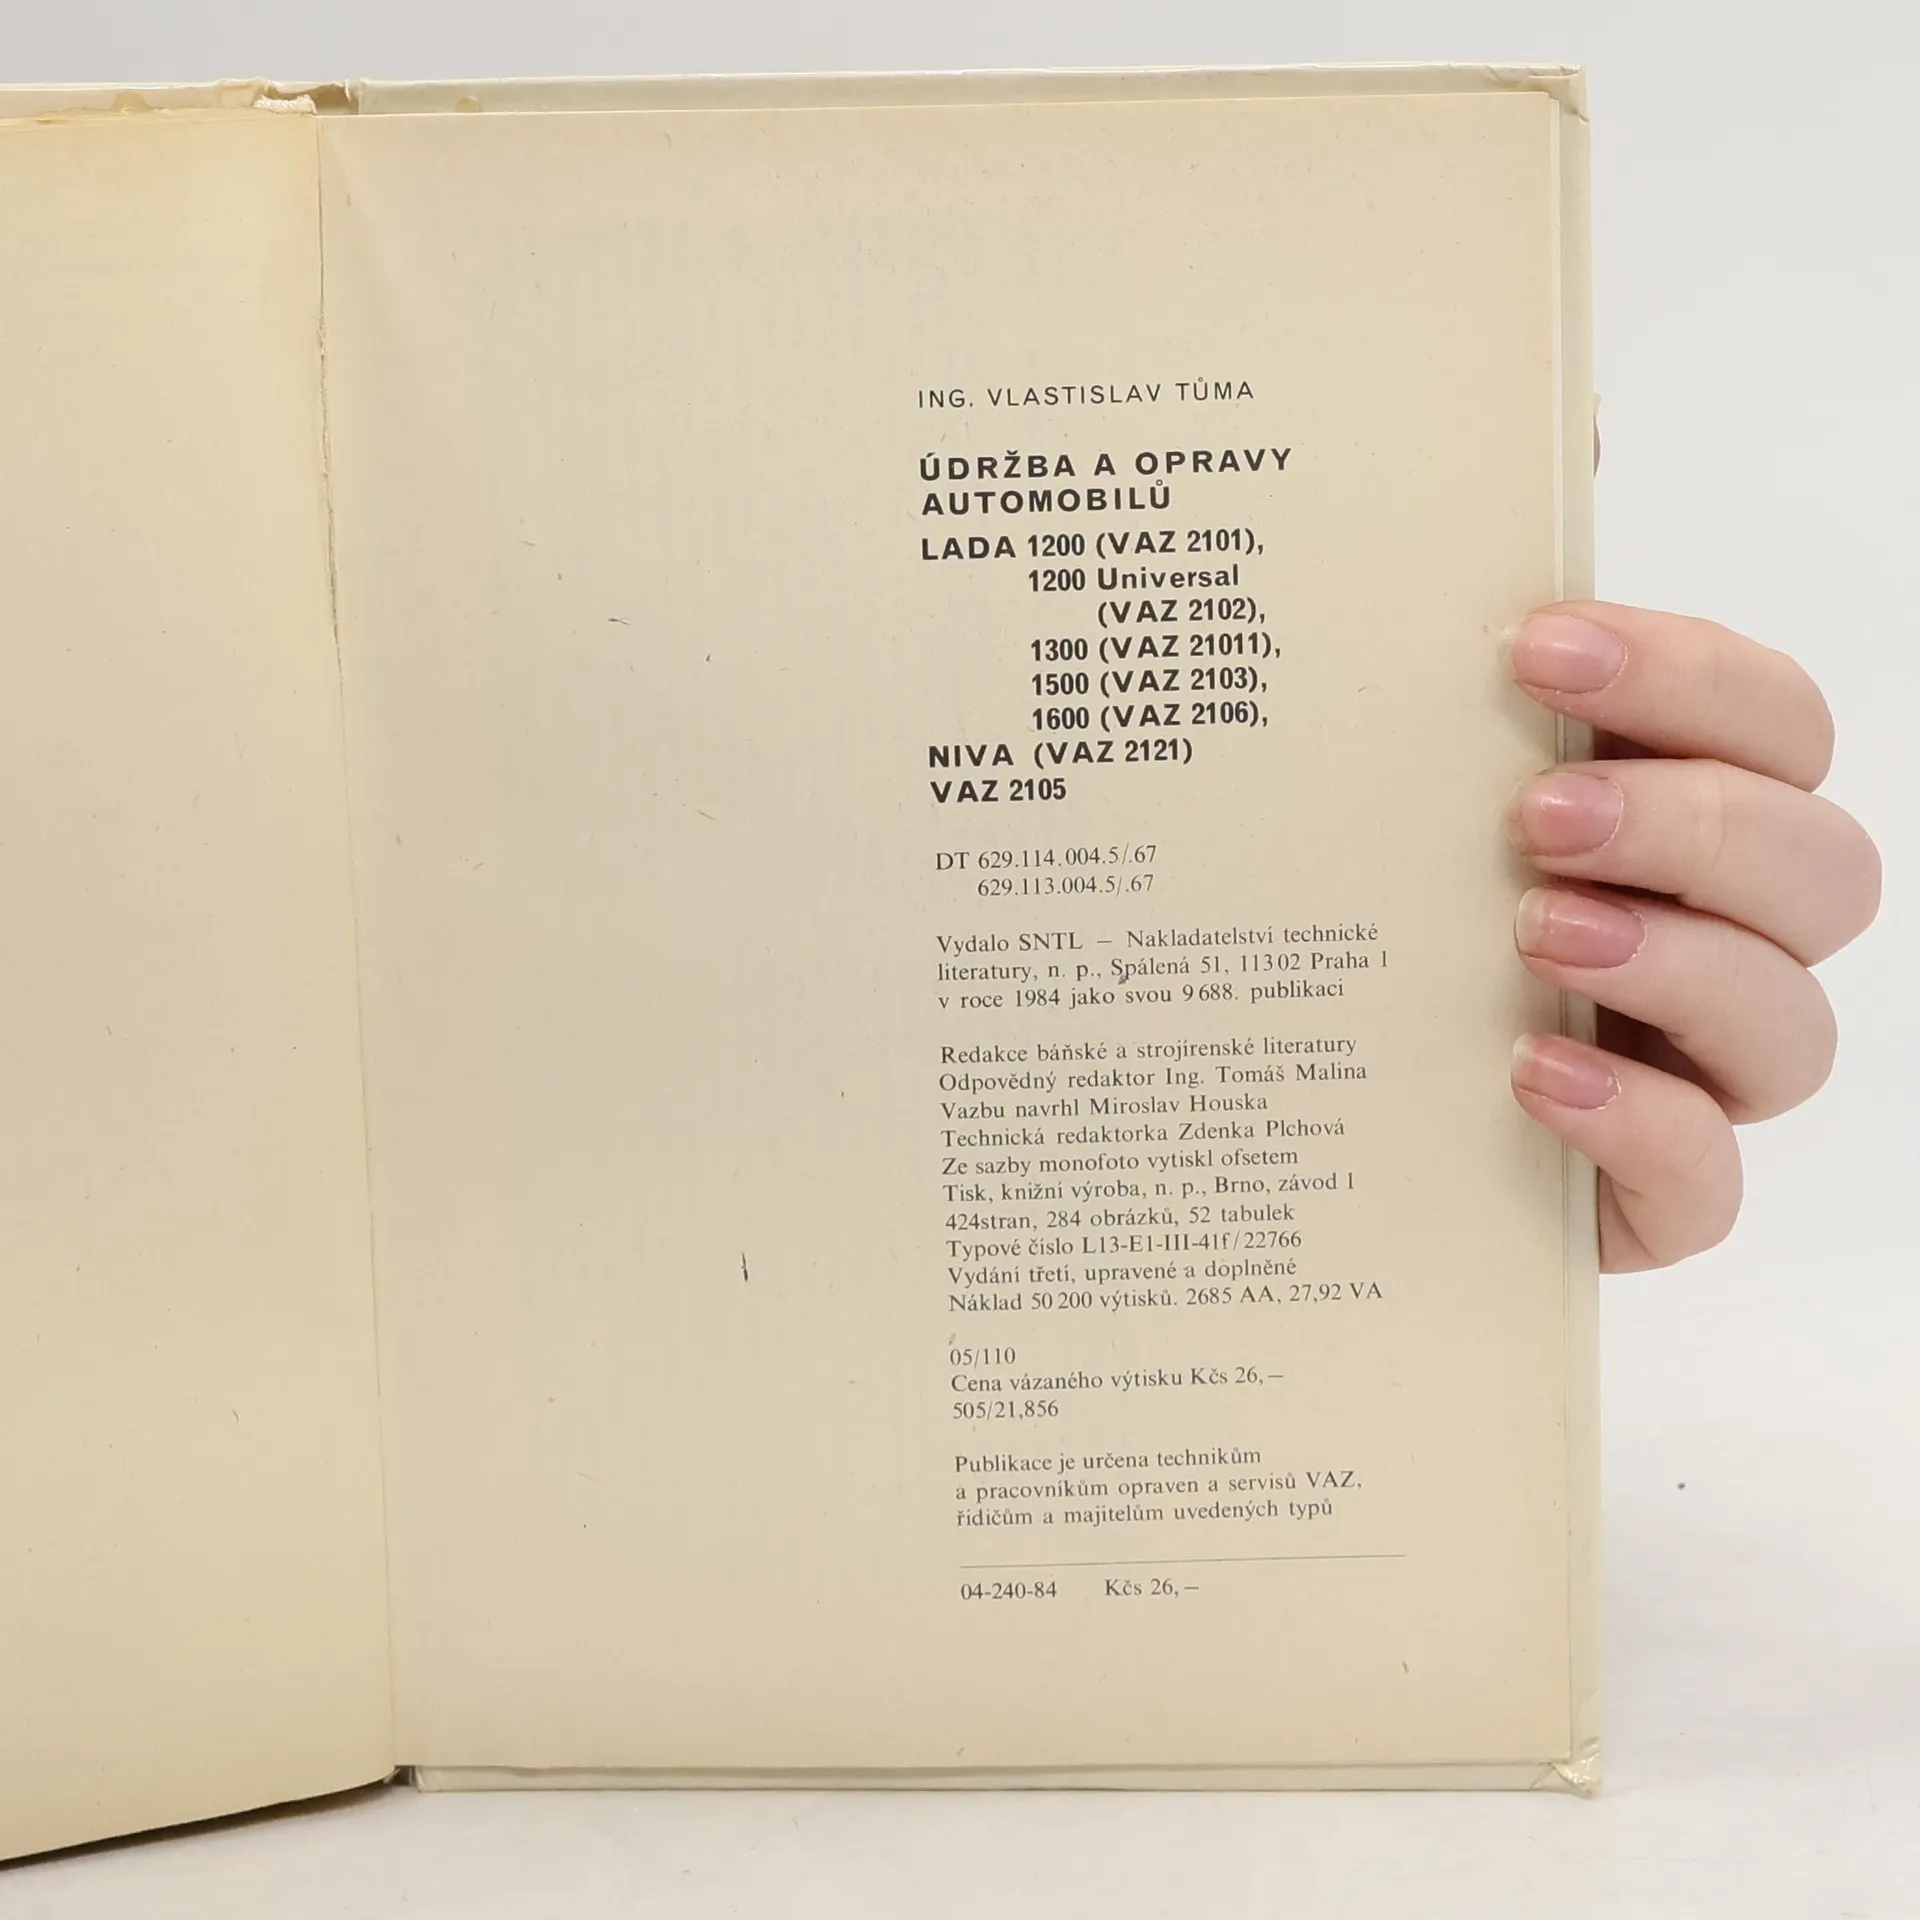 ING. VLASTISLAV TŮMA
ÚDRŽBA A OPRAVY
AUTOMOBILŮ
LADA 1200 (VAZ 2101),
1200 Universal
(VAZ 2102),
1300 (VAZ 21011),
1500 (VAZ 2103),
1600 (VAZ 2106),
NIVA (VAZ 2121)
VAZ 2105
DT 629.114.004.5/.67
629.113.004.5/.67
Vydalo SNTL – Nakladatelství technické
literatury, n. p., Spálená 51, 11302 Praha 1
v roce 1984 jako svou 9688. publikaci
Redakce báňské a strojírenské literatury
Odpovědný redaktor Ing. Tomáš Malina
Vazbu navrhl Miroslav Houska
Technická redaktorka Zdenka Plchová
Ze sazby monofoto vytiskl ofsetem
Tisk, knižní výroba, n. p., Brno, závod 1
424stran, 284 obrázků, 52 tabulek
Typové číslo L13-E1-III-41f/22766
Vydání třetí, upravené a doplněné
Náklad 50 200 výtisků. 2685 AA, 27,92 VA
05/110
Cena vázaného výtisku Kčs 26,–
505/21,856
Publikace je určena technikům
a pracovníkům opraven a servisů VAZ,
řidičům a majitelům uvedených typů
04-240-84 Kčs 26,–